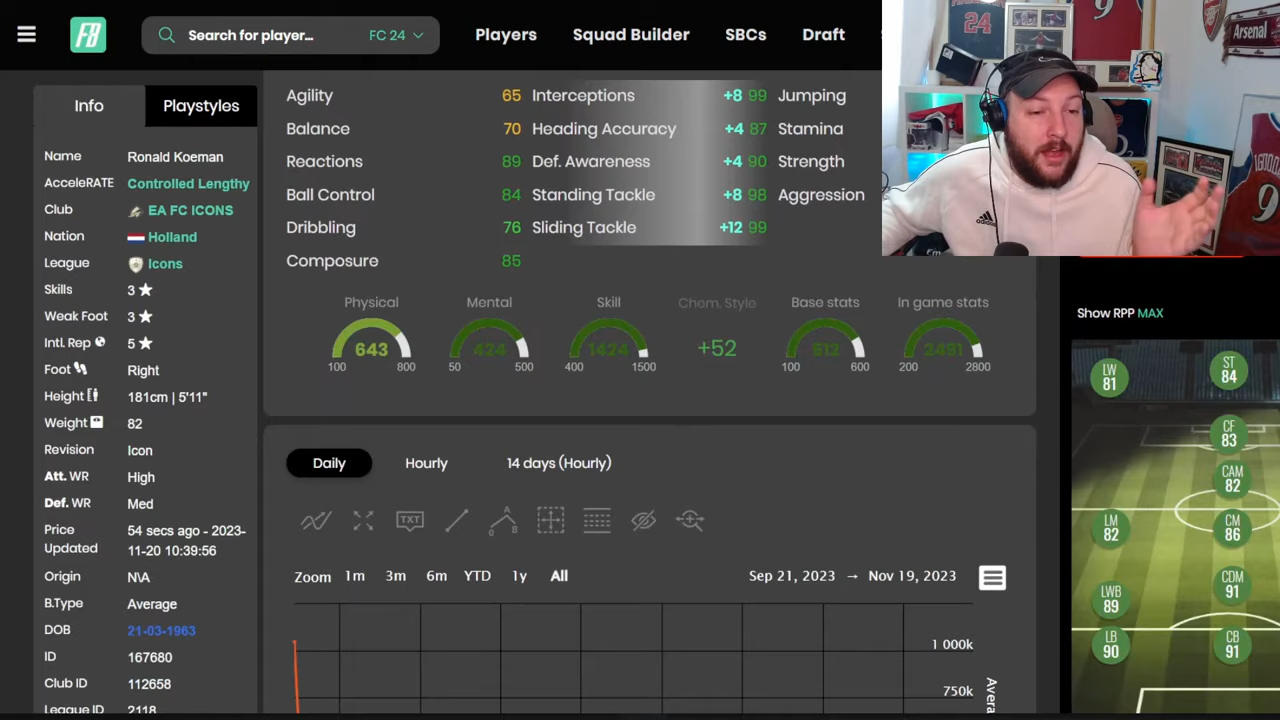 FB
Search for player...
FC 24
Players
Squad Builder
SBCs
Draft
24
9
Arsenal
9
Info
Playstyles
Name Ronald Koeman
AcceleRATE Controlled Lengthy
Club EA FC ICONS
Nation Holland
League Icons
Skills 3
Weak Foot 3
Intl. Rep 5
Foot Right
Height 181cm | 5'11"
Weight 82
Revision Icon
Att. WR High
Def. WR Med
Price Updated 54 secs ago - 2023-
11-20 10:39:56
Origin N\A
B.Type Average
DOB 21-03-1963
ID 167680
Club ID 112658
League ID 2118
Agility 65 Interceptions +8 99 Jumping
Balance 70 Heading Accuracy +4 87 Stamina
Reactions 89 Def. Awareness +4 90 Strength
Ball Control 84 Standing Tackle +8 98 Aggression
Dribbling 76 Sliding Tackle +12 99
Composure 85
Physical Mental Skill Chem. Style Base stats In game stats
643 424 1424 +52 512 2491
100 800 50 500 400 1500 100 600 200 2800
Daily Hourly 14 days (Hourly)
TXT
Zoom 1m 3m 6m YTD 1y All
Sep 21, 2023 → Nov 19, 2023
1 000k
750k
Show RPP MAX
LW
81
ST
84
CF
83
CAM
82
LM
82
CM
86
LWB
89
CDM
91
LB
90
CB
91